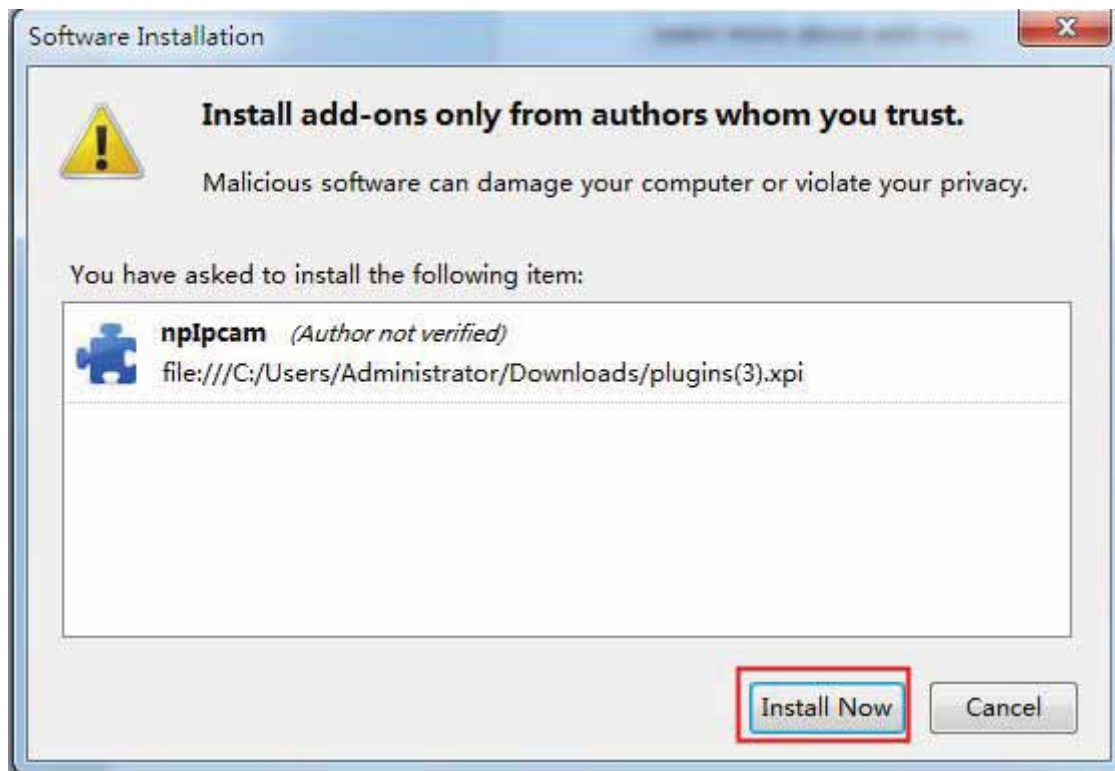 Software Installation
Install add-ons only from authors whom you trust.
Malicious software can damage your computer or violate your privacy.
You have asked to install the following item:
npIpcam (Author not verified)
file:///C:/Users/Administrator/Downloads/plugins(3).xpi
Install Now Cancel